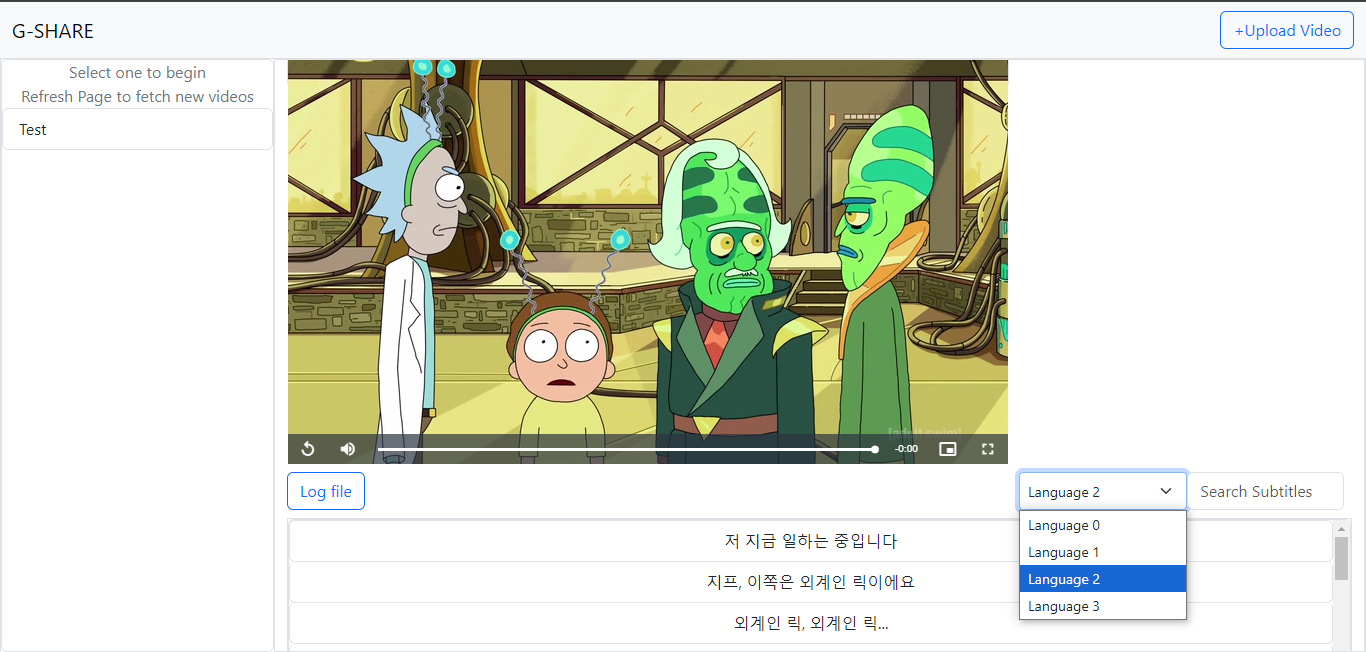 G-SHARE
+Upload Video
Select one to begin
Refresh Page to fetch new videos
Test
[adult swim]
-0:00
Log file
Language 2
Search Subtitles
Language 0
Language 1
Language 2
Language 3
저 지금 일하는 중입니다
지프, 이쪽은 외계인 릭이에요
외계인 릭, 외계인 릭...